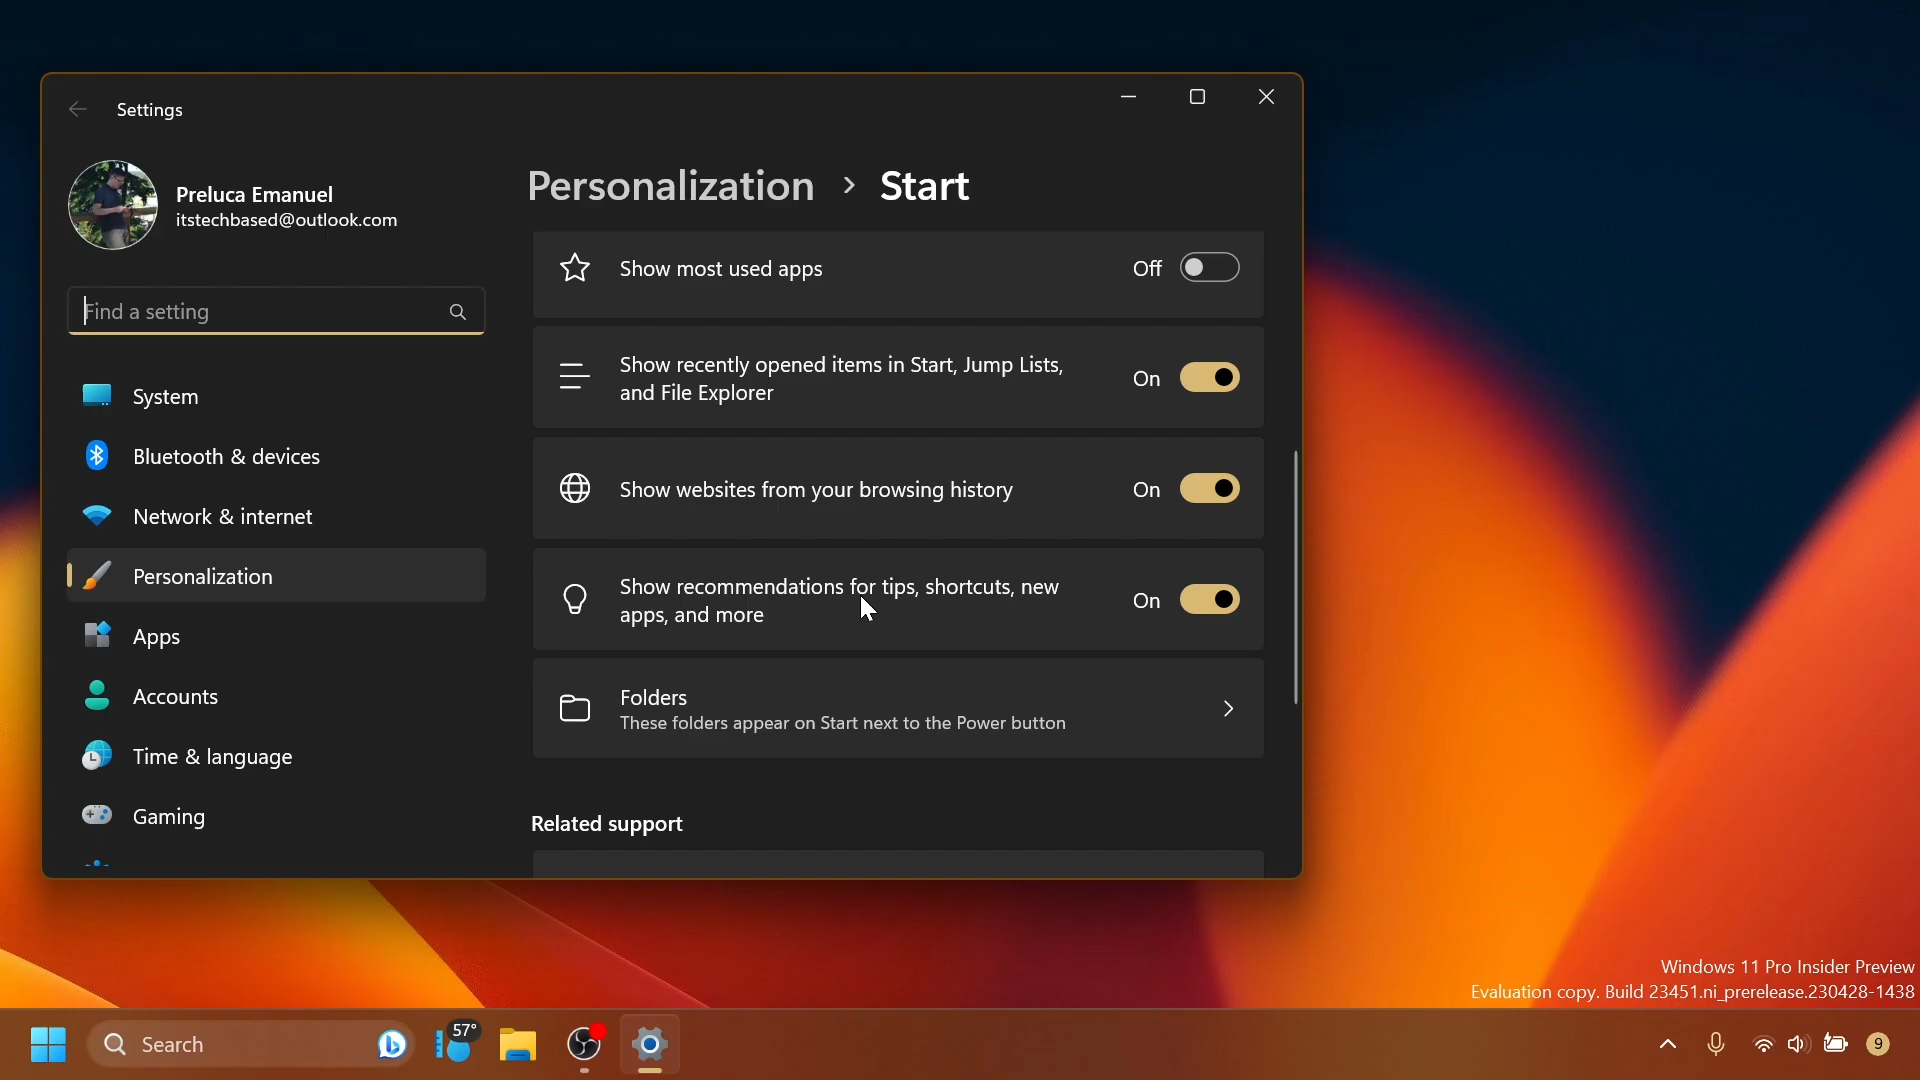 Settings
Preluca Emanuel
itstechbased@outlook.com
Find a setting
System
Bluetooth & devices
Network & internet
Personalization
Apps
Accounts
Time & language
Gaming
Personalization > Start
Show most used apps
Off
Show recently opened items in Start, Jump Lists,
and File Explorer
On
Show websites from your browsing history
On
Show recommendations for tips, shortcuts, new
apps, and more
On
Folders
These folders appear on Start next to the Power button
Related support
Windows 11 Pro Insider Preview
Evaluation copy. Build 23451.ni_prerelease.230428-1438
Search
57°
9